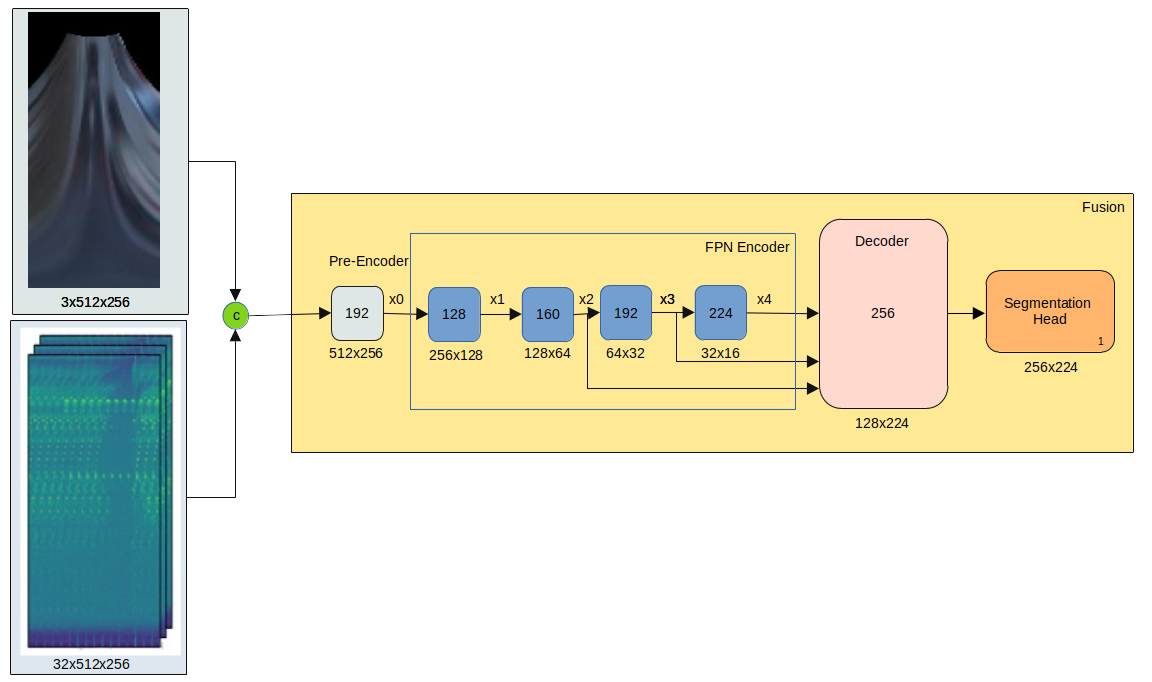 3x512x256
32x512x256
c
Fusion
FPN Encoder
Pre-Encoder
192
512x256
x0
128
256x128
x1
160
128x64
x2
192
64x32
x3
224
32x16
x4
Decoder
256
128x224
Segmentation
Head
1
256x224